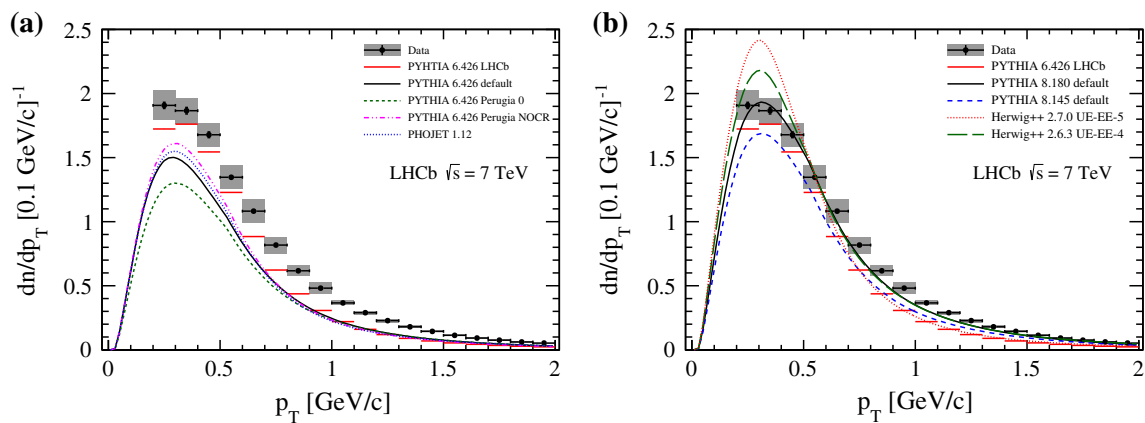 (a)
2.5
2
1.5
1
0.5
0
dn/dp_T [0.1 GeV/c]⁻¹
Data
PYHTIA 6.426 LHCb
PYTHIA 6.426 default
PYTHIA 6.426 Perugia 0
PYTHIA 6.426 Perugia NOCR
PHOJET 1.12
LHCb √s = 7 TeV
0 0.5 1 1.5 2
p_T [GeV/c]
(b)
2.5
2
1.5
1
0.5
0
dn/dp_T [0.1 GeV/c]⁻¹
Data
PYTHIA 6.426 LHCb
PYTHIA 8.180 default
PYTHIA 8.145 default
Herwig++ 2.7.0 UE-EE-5
Herwig++ 2.6.3 UE-EE-4
LHCb √s = 7 TeV
0 0.5 1 1.5 2
p_T [GeV/c]